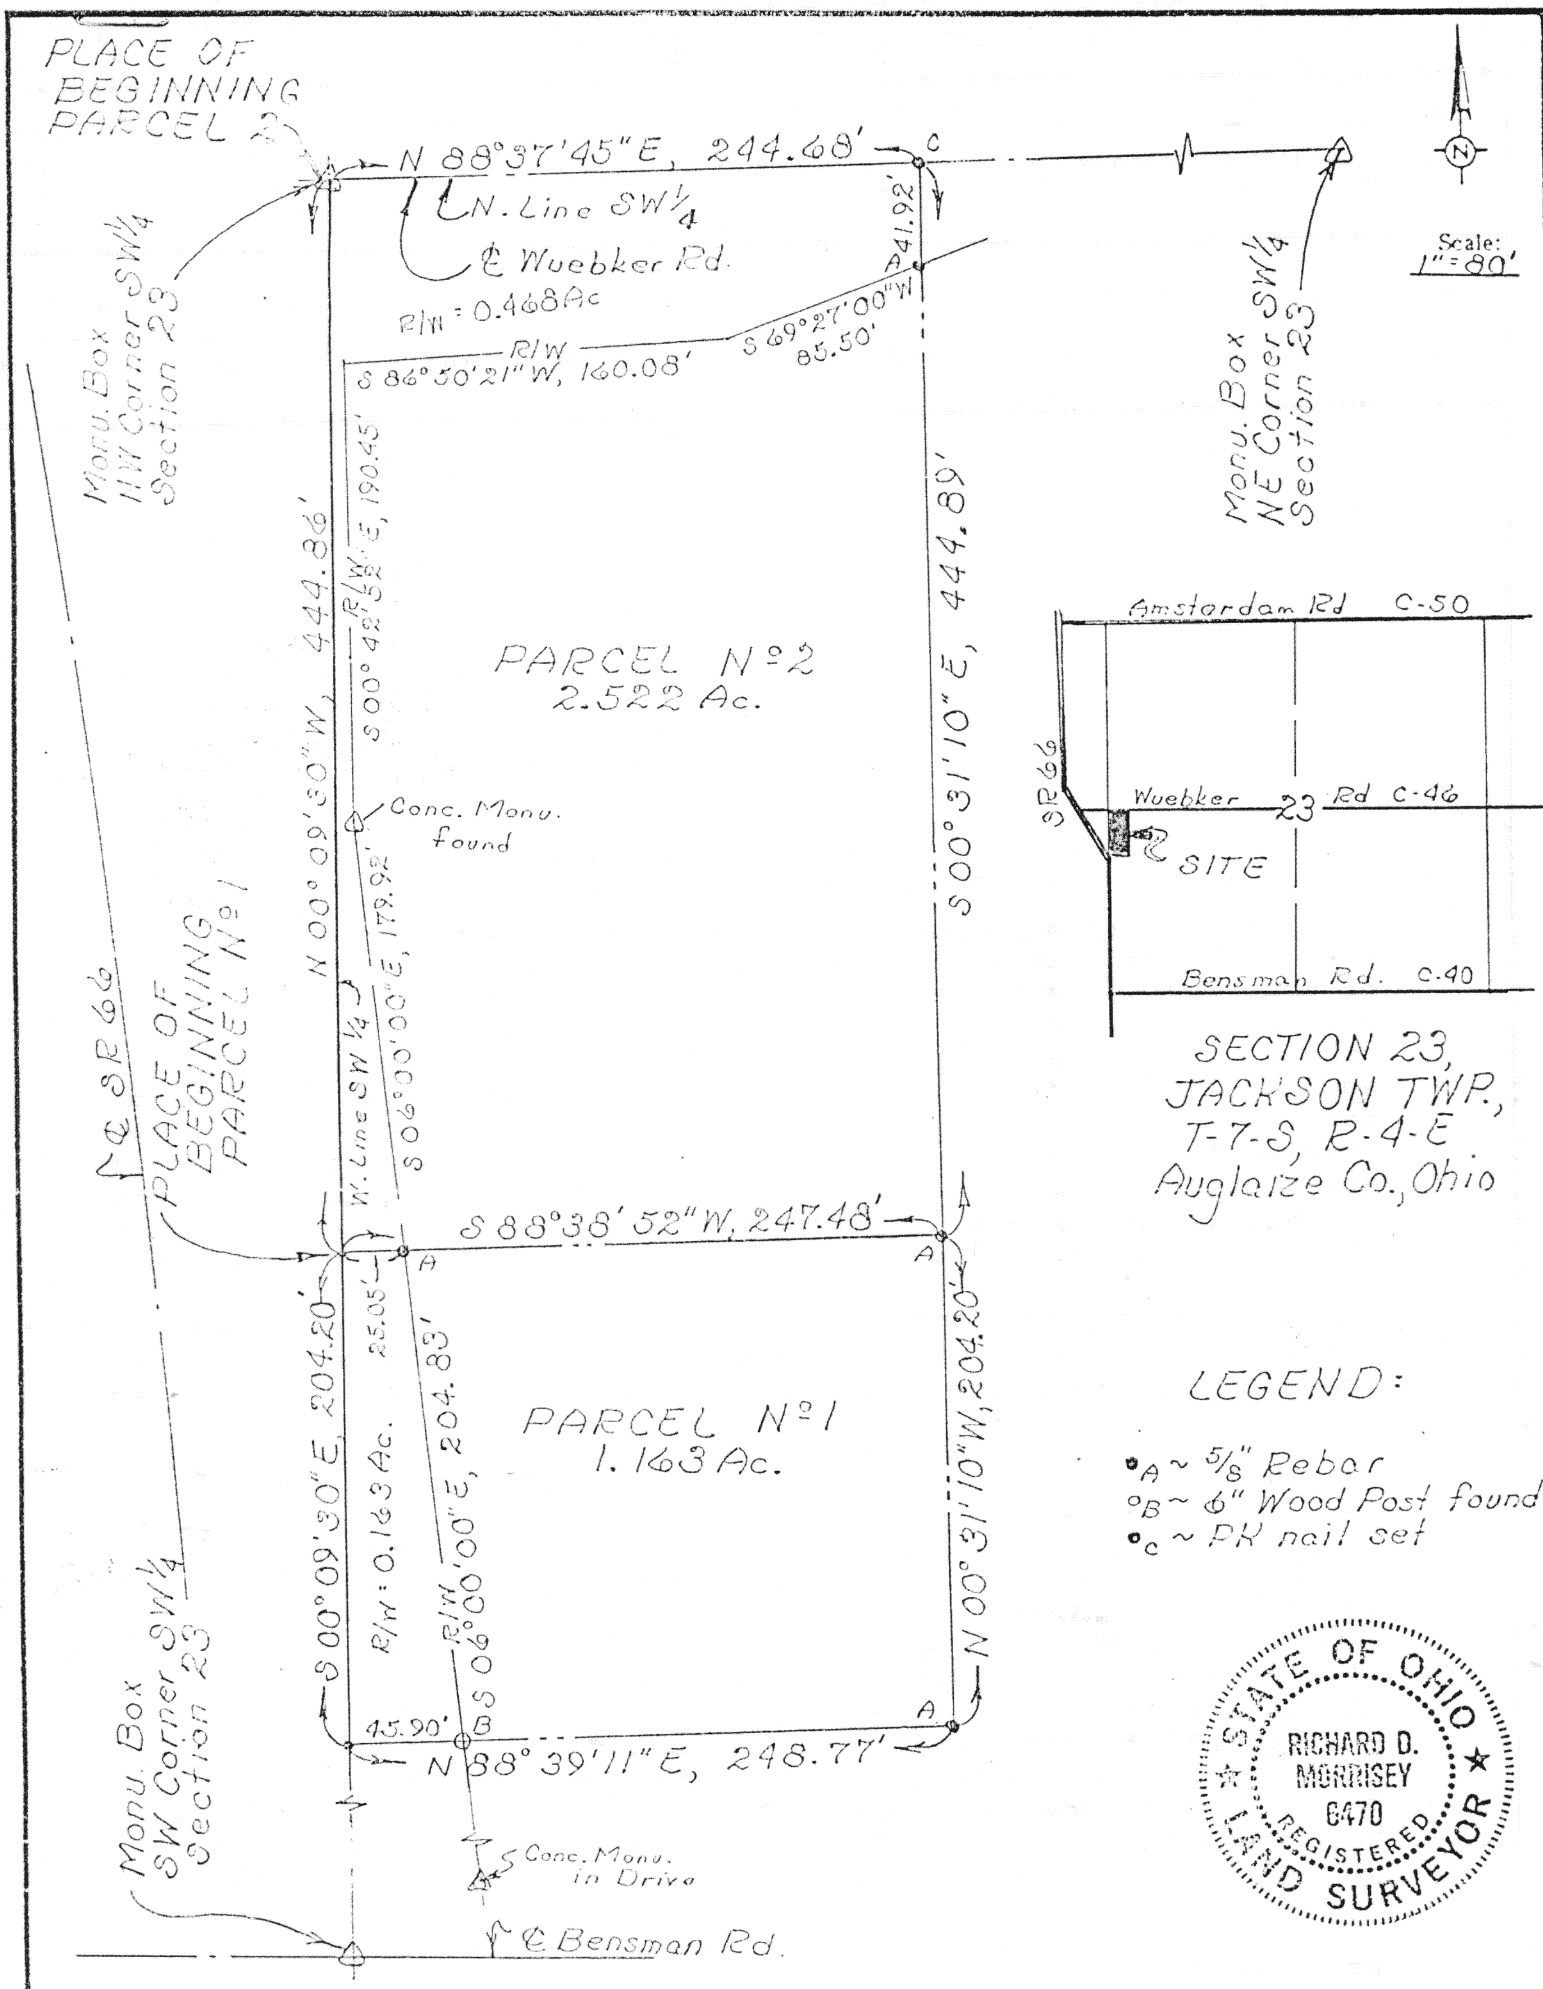 PLACE OF
BEGINNING
PARCEL 2
N 88°37'45"E, 244.68'
C
N. Line SW¼
℄ Wuebker Rd.
R/W = 0.468Ac
41.92'
A
R/W
S 86°50'21"W, 160.08'
S 69°27'00"W
85.50'
N
Scale:
1"=80'
Monu. Box
NW Corner SW¼
Section 23
Monu. Box
NE Corner SW¼
Section 23
N 00°09'30"W, 444.86'
R/W
S 00°42'52"E, 190.45'
PARCEL Nº2
2.522 Ac.
S 00°31'10"E, 444.89'
Conc. Monu.
found
S 06°00'00"E, 179.92'
W. Line SW ¼
℄ SR 66
PLACE OF
BEGINNING
PARCEL Nº1
Amsterdam Rd C-50
SR 66
Wuebker 23 Rd C-46
SITE
Bensman Rd. C-40
SECTION 23,
JACKSON TWP.,
T-7-S, R-4-E
Auglaize Co., Ohio
S 88°38'52"W, 247.48'
A
A
25.05'
S 00°09'30"E, 204.20'
R/W = 0.163 Ac.
R/W
S 06°00'00"E, 204.83'
PARCEL Nº1
1.163 Ac.
N 00°31'10"W, 204.20'
LEGEND:
A ~ 5/8" Rebar
B ~ 6" Wood Post found
C ~ PK nail set
45.90'
B
A
N 88°39'11"E, 248.77'
Monu. Box
SW Corner SW¼
Section 23
Conc. Monu.
in Drive
℄ Bensman Rd.
STATE OF OHIO
RICHARD D.
MORRISEY
6470
REGISTERED
LAND SURVEYOR